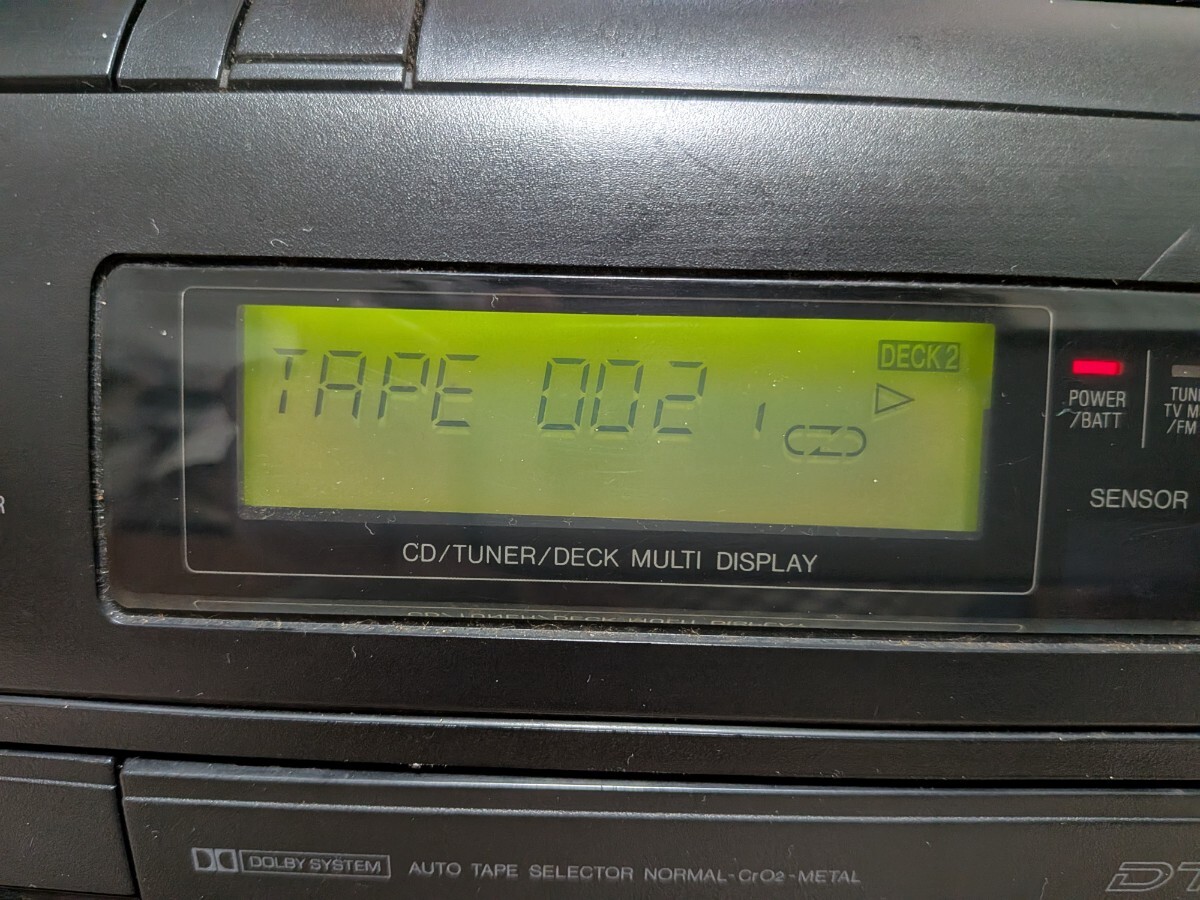 DECK 2
TAPE 002
POWER
/BATT
SENSOR
CD/TUNER/DECK MULTI DISPLAY
DOLBY SYSTEM AUTO TAPE SELECTOR NORMAL-CrO2-METAL